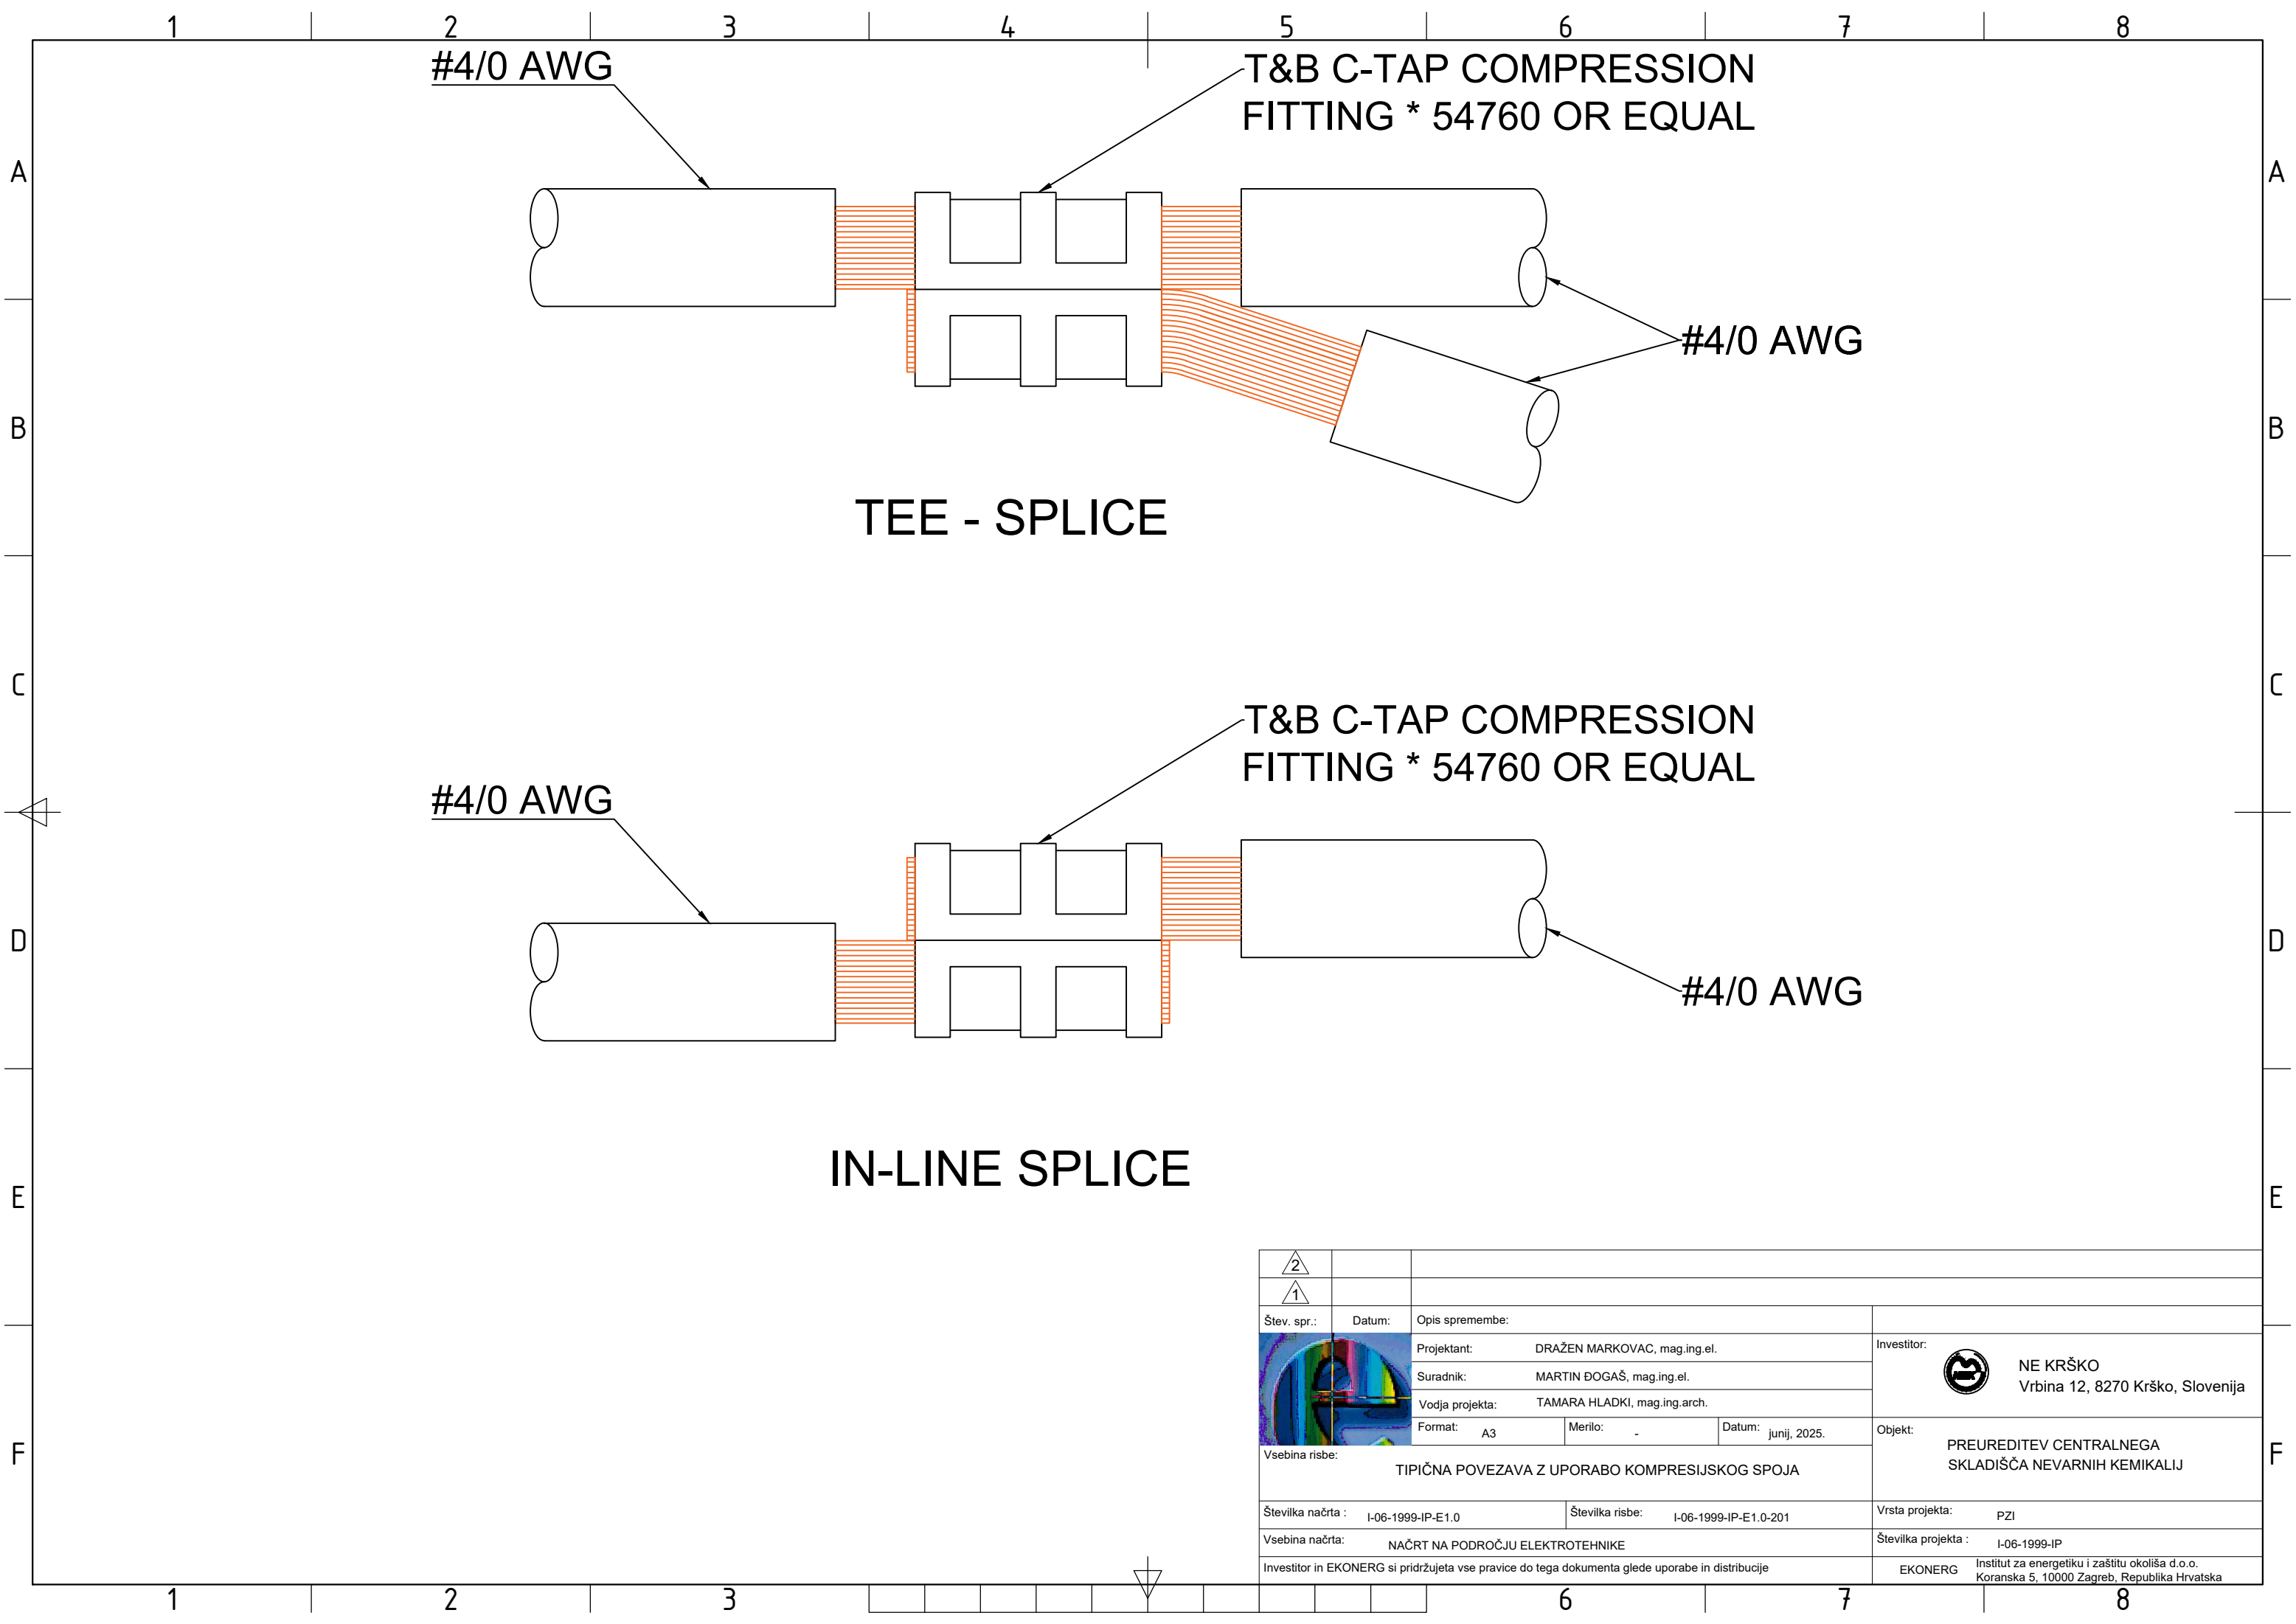 1 2 3 4 5 6 7 8
#4/0 AWG
T&B C-TAP COMPRESSION
FITTING * 54760 OR EQUAL
A A
#4/0 AWG
B B
TEE - SPLICE
C C
T&B C-TAP COMPRESSION
FITTING * 54760 OR EQUAL
#4/0 AWG
D D
#4/0 AWG
IN-LINE SPLICE
E E
2
1
Štev. spr.: Datum: Opis spremembe:
Projektant: DRAŽEN MARKOVAC, mag.ing.el.
Suradnik: MARTIN ĐOGAŠ, mag.ing.el.
Vodja projekta: TAMARA HLADKI, mag.ing.arch.
Format: A3 Merilo: - Datum: junij, 2025.
Investitor:
NEK
NE KRŠKO
Vrbina 12, 8270 Krško, Slovenija
Objekt:
PREUREDITEV CENTRALNEGA
SKLADIŠČA NEVARNIH KEMIKALIJ
F F
Vsebina risbe:
TIPIČNA POVEZAVA Z UPORABO KOMPRESIJSKOG SPOJA
Številka načrta : I-06-1999-IP-E1.0 Številka risbe: I-06-1999-IP-E1.0-201
Vrsta projekta: PZI
Vsebina načrta: NAČRT NA PODROČJU ELEKTROTEHNIKE
Številka projekta : I-06-1999-IP
Investitor in EKONERG si pridržujeta vse pravice do tega dokumenta glede uporabe in distribucije
EKONERG Institut za energetiku i zaštitu okoliša d.o.o.
Koranska 5, 10000 Zagreb, Republika Hrvatska
1 2 3 6 7 8